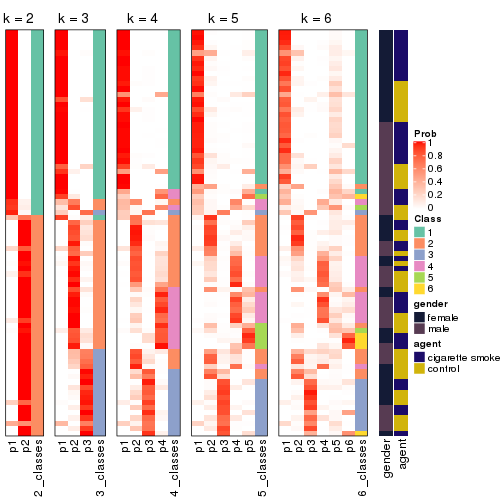 k = 2
k = 3
k = 4
k = 5
k = 6
Prob
1
0.8
0.6
0.4
0.2
0
Class
1
2
3
4
5
6
gender
female
male
agent
cigarette smoke
control
p1
p2
2_classes
p1
p2
p3
3_classes
p1
p2
p3
p4
4_classes
p1
p2
p3
p4
p5
5_classes
p1
p2
p3
p4
p5
p6
6_classes
gender
agent